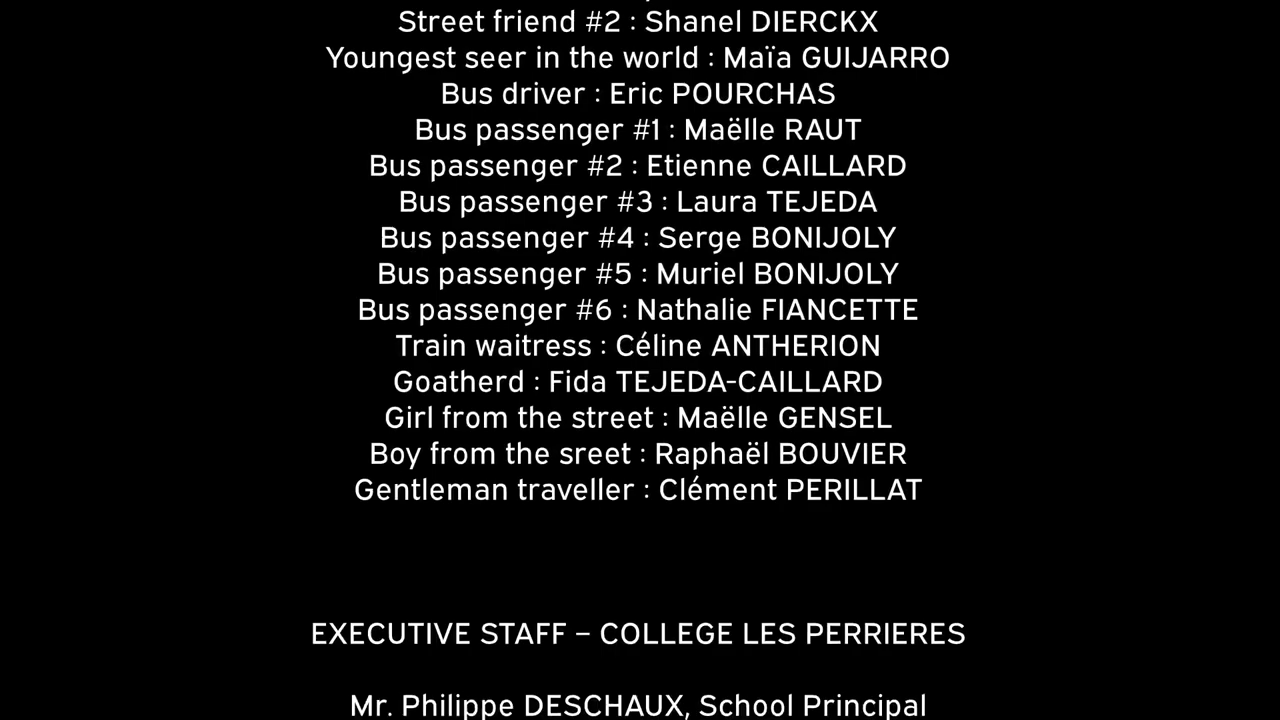 Street friend #2 : Shanel DIERCKX
Youngest seer in the world : Maïa GUIJARRO
Bus driver : Eric POURCHAS
Bus passenger #1 : Maëlle RAUT
Bus passenger #2 : Etienne CAILLARD
Bus passenger #3 : Laura TEJEDA
Bus passenger #4 : Serge BONIJOLY
Bus passenger #5 : Muriel BONIJOLY
Bus passenger #6 : Nathalie FIANCETTE
Train waitress : Céline ANTHERION
Goatherd : Fida TEJEDA-CAILLARD
Girl from the street : Maëlle GENSEL
Boy from the sreet : Raphaël BOUVIER
Gentleman traveller : Clément PERILLAT
EXECUTIVE STAFF – COLLEGE LES PERRIERES
Mr. Philippe DESCHAUX, School Principal